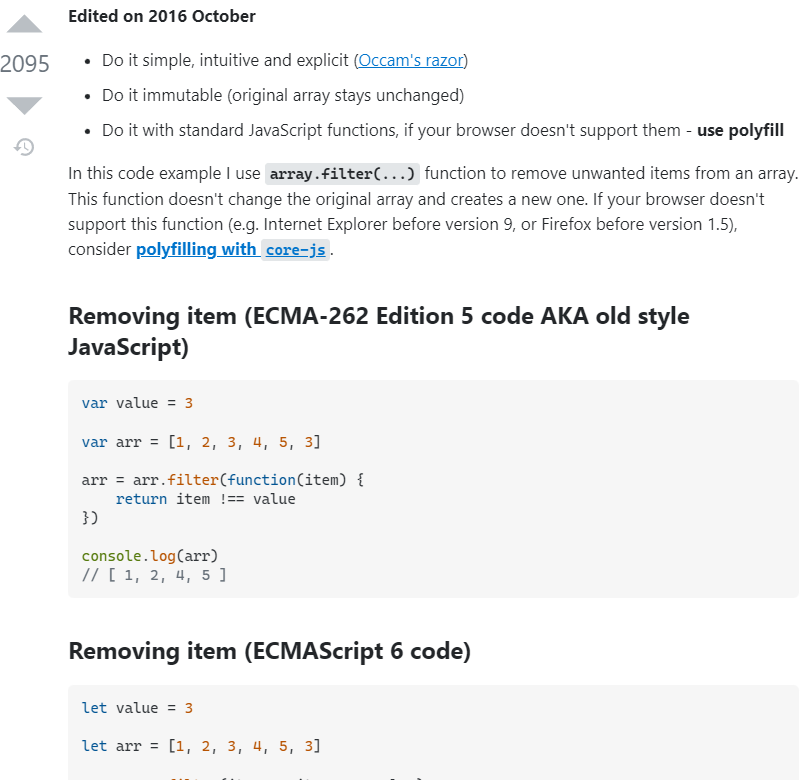 Edited on 2016 October
2095
• Do it simple, intuitive and explicit (Occam's razor)
• Do it immutable (original array stays unchanged)
• Do it with standard JavaScript functions, if your browser doesn't support them - use polyfill
In this code example I use array.filter(...) function to remove unwanted items from an array.
This function doesn't change the original array and creates a new one. If your browser doesn't
support this function (e.g. Internet Explorer before version 9, or Firefox before version 1.5),
consider polyfilling with core-js.
Removing item (ECMA-262 Edition 5 code AKA old style
JavaScript)
var value = 3
var arr = [1, 2, 3, 4, 5, 3]
arr = arr.filter(function(item) {
    return item !== value
})
console.log(arr)
// [ 1, 2, 4, 5 ]
Removing item (ECMAScript 6 code)
let value = 3
let arr = [1, 2, 3, 4, 5, 3]